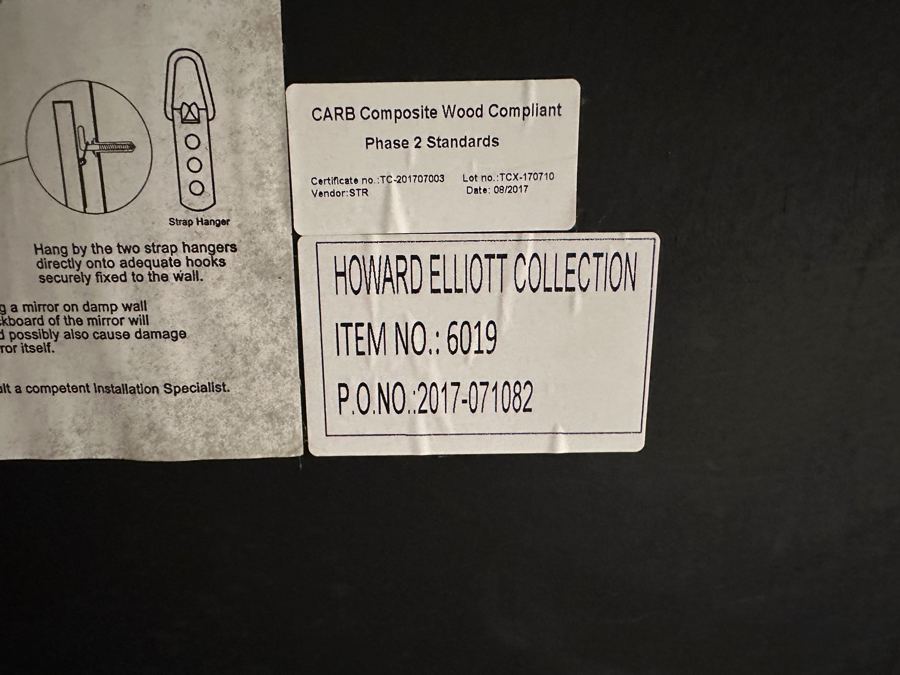 Strap Hanger
Hang by the two strap hangers
directly onto adequate hooks
securely fixed to the wall.
g a mirror on damp wall
kboard of the mirror will
d possibly also cause damage
ror itself.
lt a competent Installation Specialist.
CARB Composite Wood Compliant
Phase 2 Standards
Certificate no.:TC-201707003 Lot no.:TCX-170710
Vendor:STR Date: 08/2017
HOWARD ELLIOTT COLLECTION
ITEM NO.: 6019
P.O.NO.:2017-071082